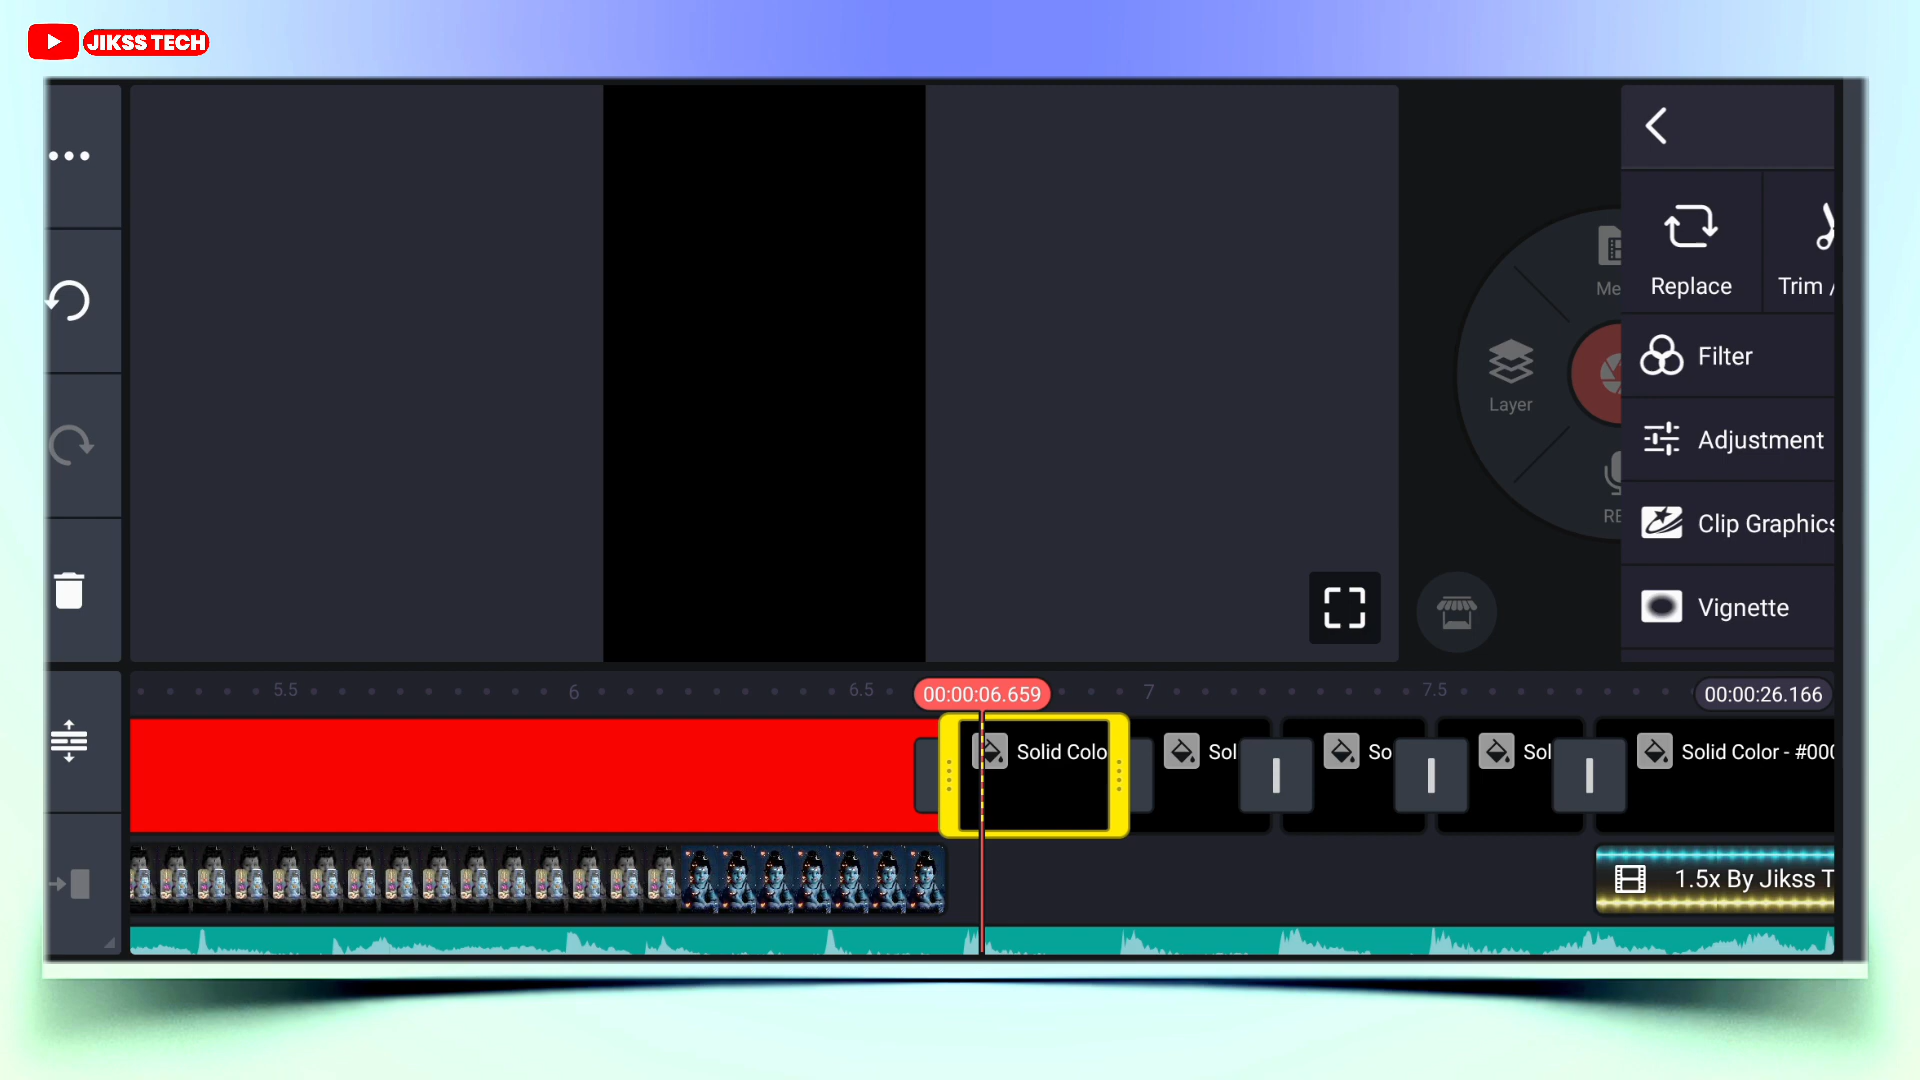 JIKSS TECH
Me
Layer
RE
Replace
Trim /
Filter
Adjustment
Clip Graphics
Vignette
5.5
6
6.5
00:00:06.659
7
7.5
00:00:26.166
Solid Colo
Sol
So
Sol
Solid Color - #000
1.5x By Jikss T